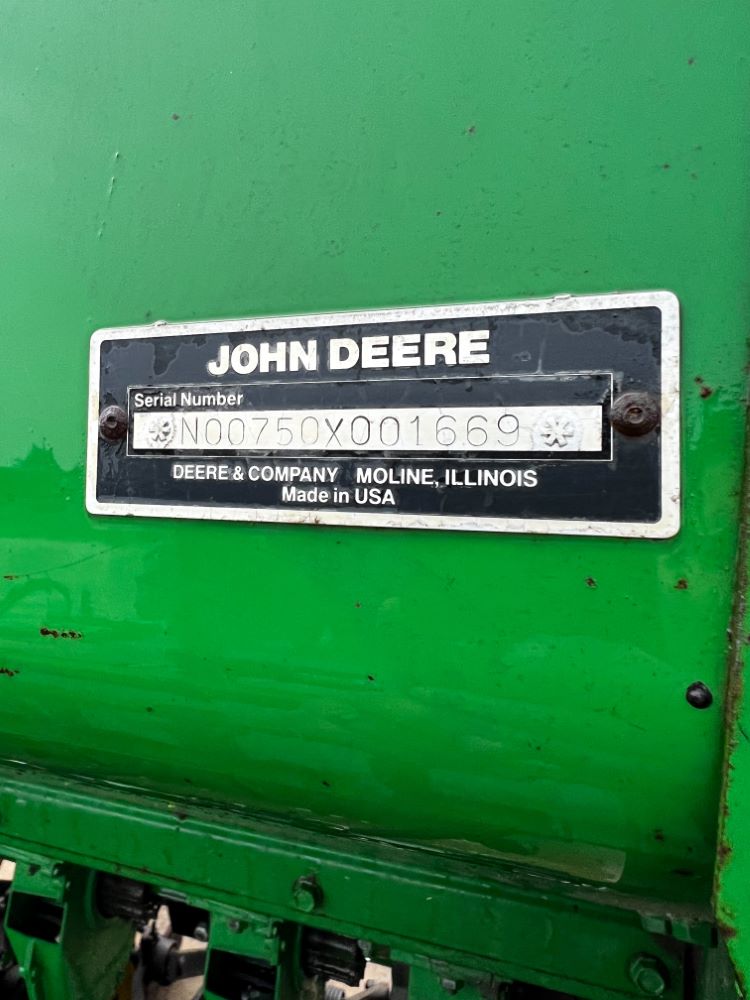 JOHN DEERE
Serial Number
N00750X001669
DEERE & COMPANY MOLINE, ILLINOIS
Made in USA